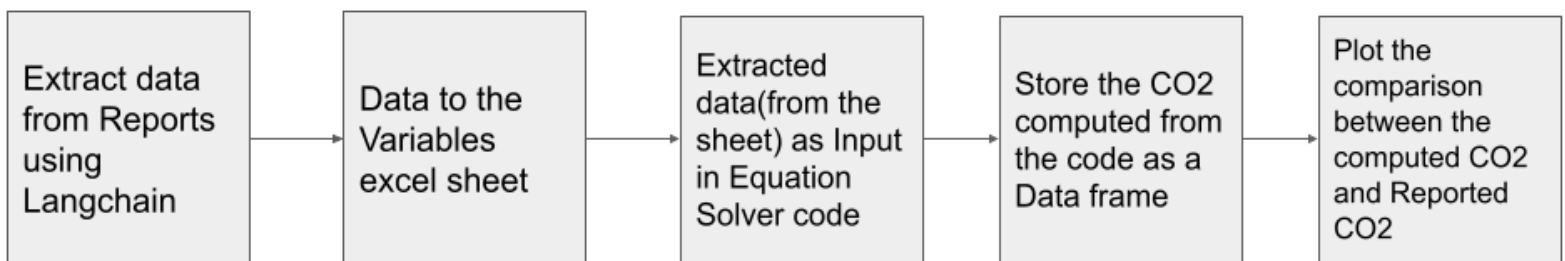 Extract data
from Reports
using
Langchain
Data to the
Variables
excel sheet
Extracted
data(from the
sheet) as Input
in Equation
Solver code
Store the CO2
computed from
the code as a
Data frame
Plot the
comparison
between the
computed CO2
and Reported
CO2